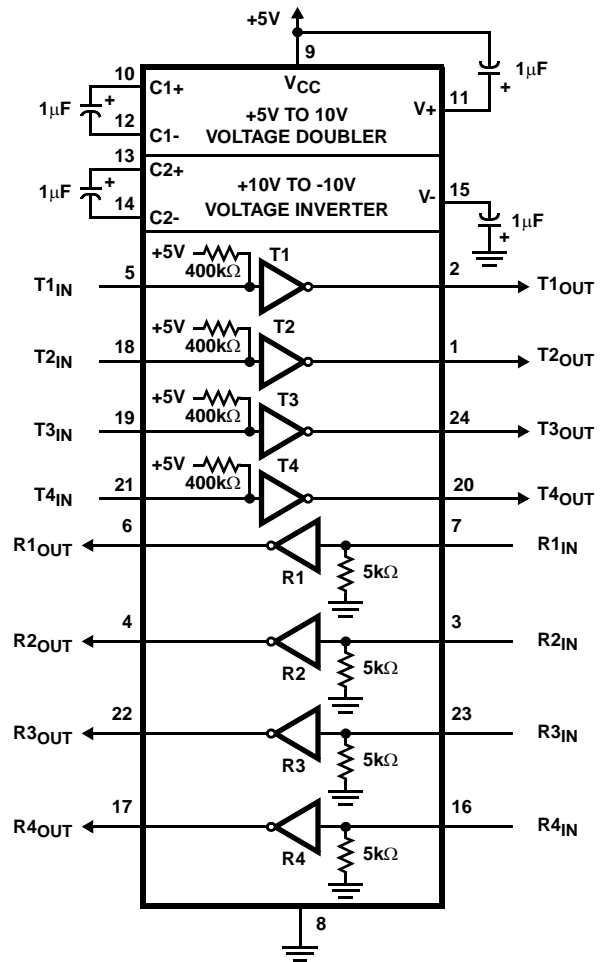 +5V
9
10
1µF
+
12
C1+
C1-
VCC
+5V TO 10V
VOLTAGE DOUBLER
V+
11
1µF
+
13
1µF
+
14
C2+
C2-
+10V TO -10V
VOLTAGE INVERTER
V-
15
1µF
+
T1IN
5
+5V
400kΩ
T1
2
T1OUT
T2IN
18
+5V
400kΩ
T2
1
T2OUT
T3IN
19
+5V
400kΩ
T3
24
T3OUT
T4IN
21
+5V
400kΩ
T4
20
T4OUT
R1OUT
6
R1
5kΩ
7
R1IN
R2OUT
4
R2
5kΩ
3
R2IN
R3OUT
22
R3
5kΩ
23
R3IN
R4OUT
17
R4
5kΩ
16
R4IN
8